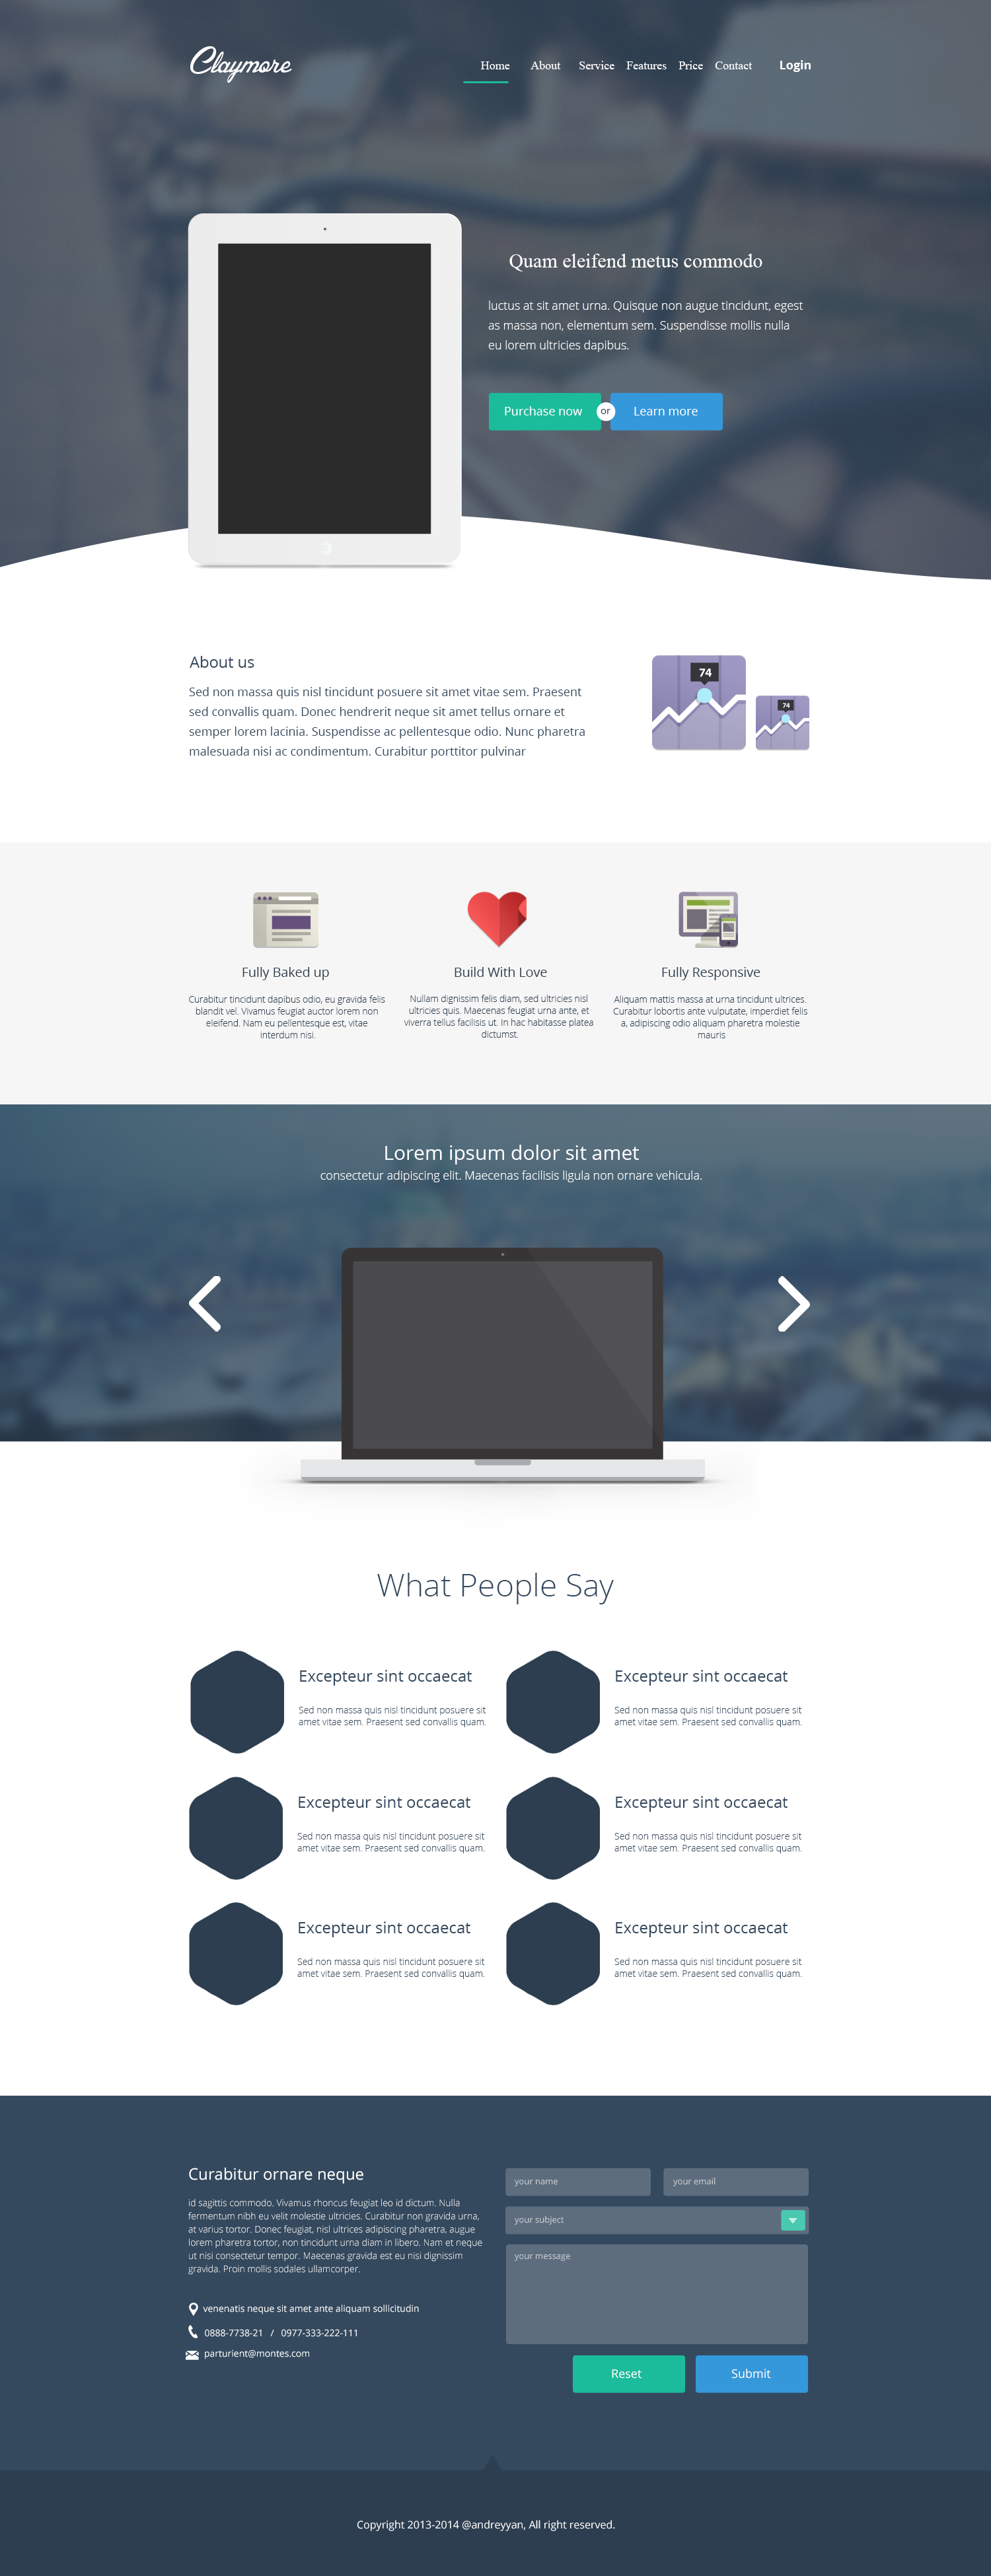 Claymore
Home About Service Features Price Contact Login
Quam eleifend metus commodo
luctus at sit amet urna. Quisque non augue tincidunt, egest
as massa non, elementum sem. Suspendisse mollis nulla
eu lorem ultricies dapibus.
Purchase now or Learn more
About us
Sed non massa quis nisl tincidunt posuere sit amet vitae sem. Praesent
sed convallis quam. Donec hendrerit neque sit amet tellus ornare et
semper lorem lacinia. Suspendisse ac pellentesque odio. Nunc pharetra
malesuada nisi ac condimentum. Curabitur porttitor pulvinar
74
74
Fully Baked up
Curabitur tincidunt dapibus odio, eu gravida felis
blandit vel. Vivamus feugiat auctor lorem non
eleifend. Nam eu pellentesque est, vitae
interdum nisi.
Build With Love
Nullam dignissim felis diam, sed ultricies nisl
ultricies quis. Maecenas feugiat urna ante, et
viverra tellus facilisis ut. In hac habitasse platea
dictumst.
Fully Responsive
Aliquam mattis massa at urna tincidunt ultrices.
Curabitur lobortis ante vulputate, imperdiet felis
a, adipiscing odio aliquam pharetra molestie
mauris
Lorem ipsum dolor sit amet
consectetur adipiscing elit. Maecenas facilisis ligula non ornare vehicula.
What People Say
Excepteur sint occaecat
Sed non massa quis nisl tincidunt posuere sit
amet vitae sem. Praesent sed convallis quam.
Excepteur sint occaecat
Sed non massa quis nisl tincidunt posuere sit
amet vitae sem. Praesent sed convallis quam.
Excepteur sint occaecat
Sed non massa quis nisl tincidunt posuere sit
amet vitae sem. Praesent sed convallis quam.
Excepteur sint occaecat
Sed non massa quis nisl tincidunt posuere sit
amet vitae sem. Praesent sed convallis quam.
Excepteur sint occaecat
Sed non massa quis nisl tincidunt posuere sit
amet vitae sem. Praesent sed convallis quam.
Excepteur sint occaecat
Sed non massa quis nisl tincidunt posuere sit
amet vitae sem. Praesent sed convallis quam.
Curabitur ornare neque
id sagittis commodo. Vivamus rhoncus feugiat leo id dictum. Nulla
fermentum nibh eu velit molestie ultricies. Curabitur non gravida urna,
at varius tortor. Donec feugiat, nisl ultrices adipiscing pharetra, augue
lorem pharetra tortor, non tincidunt urna diam in libero. Nam et neque
ut nisi consectetur tempor. Maecenas gravida est eu nisi dignissim
gravida. Proin mollis sodales ullamcorper.
venenatis neque sit amet ante aliquam sollicitudin
0888-7738-21 / 0977-333-222-111
parturient@montes.com
your name
your email
your subject
your message
Reset
Submit
Copyright 2013-2014 @andreyyan, All right reserved.